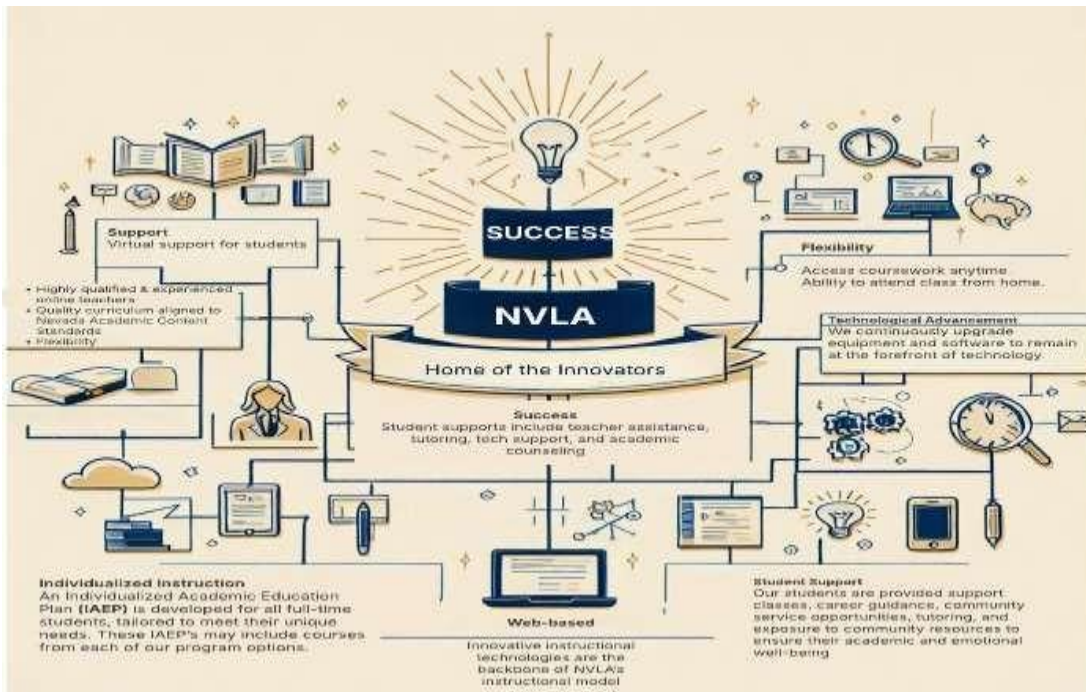 SUCCESS
NVLA
Home of the Innovators
Support
Virtual support for students
• Highly qualified & experienced
online teachers
• Quality curriculum aligned to
Nevada Academic Content
Standards
• Flexibility
Flexibility
Access coursework anytime.
Ability to attend class from home.
Technological Advancement
We continuously upgrade
equipment and software to remain
at the forefront of technology.
Success
Student supports include teacher assistance,
tutoring, tech support, and academic
counseling
Individualized Instruction
An Individualized Academic Education
Plan (IAEP) is developed for all full-time
students, tailored to meet their unique
needs. These IAEP's may include courses
from each of our program options.
Web-based
Innovative instructional
technologies are the
backbone of NVLA's
instructional model
Student Support
Our students are provided support
classes, career guidance, community
service opportunities, tutoring, and
exposure to community resources to
ensure their academic and emotional
well-being